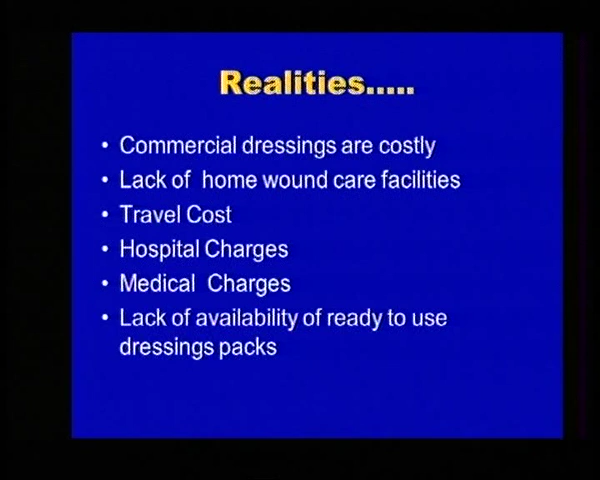 Realities.....
• Commercial dressings are costly
• Lack of  home wound care facilities
• Travel Cost
• Hospital Charges
• Medical  Charges
• Lack of availability of ready to use
dressings packs